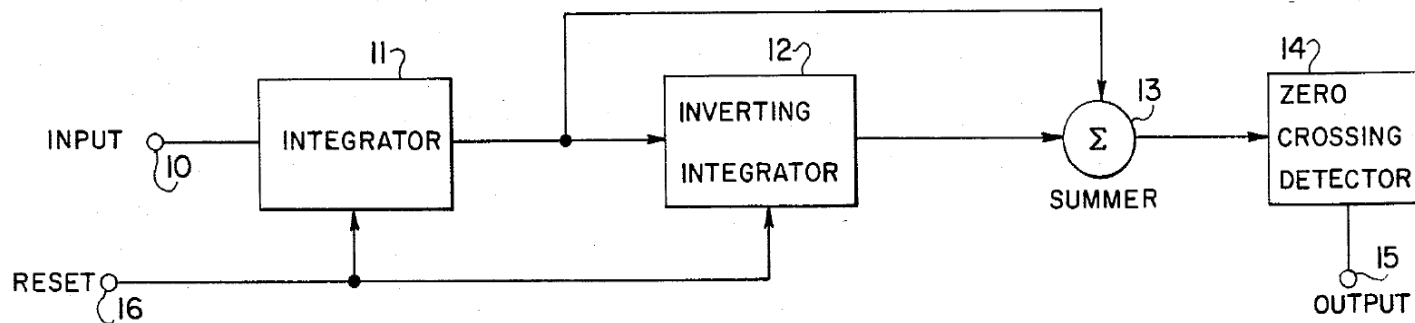 11
12
14
INPUT
10
INTEGRATOR
INVERTING
INTEGRATOR
13
Σ
SUMMER
ZERO
CROSSING
DETECTOR
RESET
16
15
OUTPUT